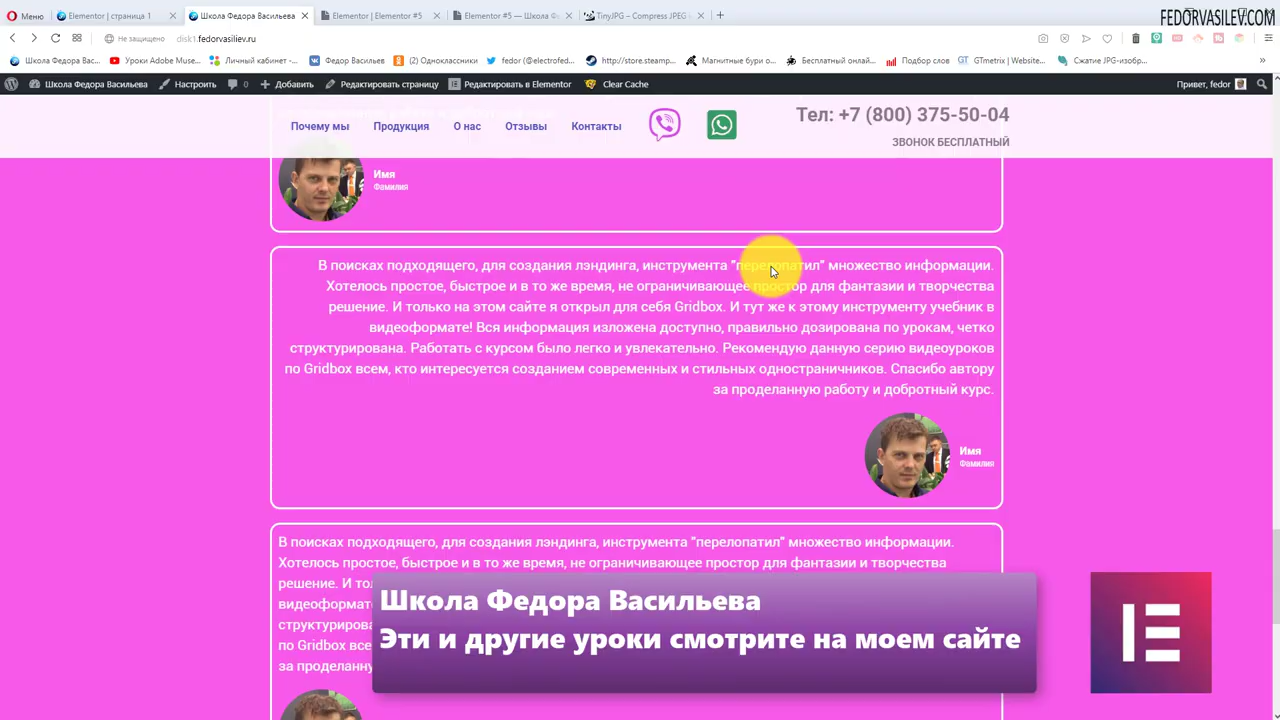 Меню
Elementor | страница 1
Школа Федора Васильева
Elementor | Elementor #5
Elementor #5 — Школа Ф
TinyJPG – Compress JPEG
FEDORVASILEV.COM
Не защищено
disk1.fedorvasiliev.ru
Школа Федора Вас...
Уроки Adobe Muse...
Личный кабинет -...
Федор Васильев
(2) Одноклассники
fedor (@electrofed...
http://store.steamp...
Магнитные бури о...
Бесплатный онлай...
Подбор слов
GTmetrix | Website...
Сжатие JPG-изобр...
Школа Федора Васильева
Настроить
0
Добавить
Редактировать страницу
Редактировать в Elementor
Clear Cache
Привет, fedor
Почему мы
Продукция
О нас
Отзывы
Контакты
Тел: +7 (800) 375-50-04
ЗВОНОК БЕСПЛАТНЫЙ
Имя
Фамилия
В поисках подходящего, для создания лэндинга, инструмента "перелопатил" множество информации.
Хотелось простое, быстрое и в то же время, не ограничивающее простор для фантазии и творчества
решение. И только на этом сайте я открыл для себя Gridbox. И тут же к этому инструменту учебник в
видеоформате! Вся информация изложена доступно, правильно дозирована по урокам, четко
структурирована. Работать с курсом было легко и увлекательно. Рекомендую данную серию видеоуроков
по Gridbox всем, кто интересуется созданием современных и стильных одностраничников. Спасибо автору
за проделанную работу и добротный курс.
Имя
Фамилия
В поисках подходящего, для создания лэндинга, инструмента "перелопатил" множество информации.
Хотелось простое, быстрое и в то же время, не ограничивающее простор для фантазии и творчества
решение. И тол
видеоформате
структурирова
по Gridbox все
за проделанну
Школа Федора Васильева
Эти и другие уроки смотрите на моем сайте